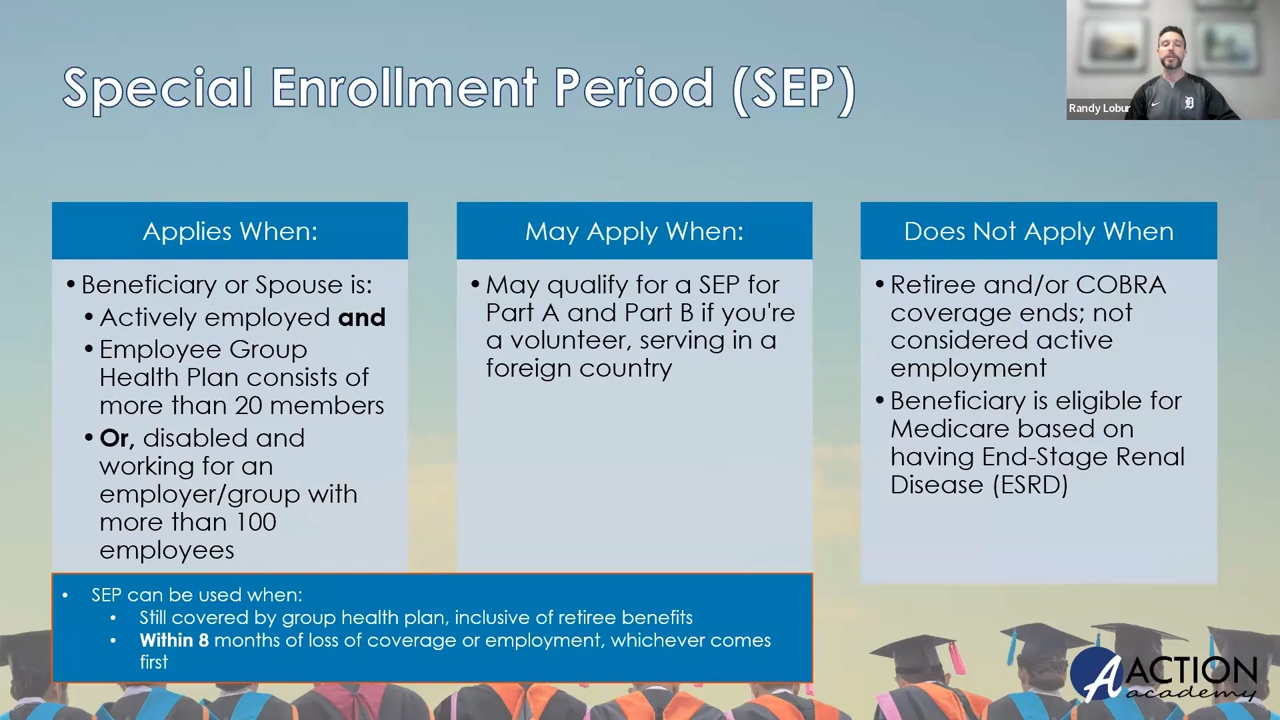 Special Enrollment Period (SEP)
Randy Lobur
Applies When:
• Beneficiary or Spouse is:
• Actively employed and
• Employee Group
Health Plan consists of
more than 20 members
• Or, disabled and
working for an
employer/group with
more than 100
employees
May Apply When:
• May qualify for a SEP for
Part A and Part B if you're
a volunteer, serving in a
foreign country
Does Not Apply When
• Retiree and/or COBRA
coverage ends; not
considered active
employment
• Beneficiary is eligible for
Medicare based on
having End-Stage Renal
Disease (ESRD)
• SEP can be used when:
• Still covered by group health plan, inclusive of retiree benefits
• Within 8 months of loss of coverage or employment, whichever comes
first
D
A ACTION
academy